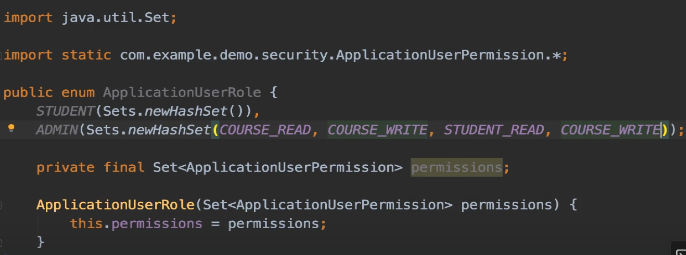 import java.util.Set;
import static com.example.demo.security.ApplicationUserPermission.*;
public enum ApplicationUserRole {
STUDENT(Sets.newHashSet()),
ADMIN(Sets.newHashSet(COURSE_READ, COURSE_WRITE, STUDENT_READ, COURSE_WRITE));
private final Set<ApplicationUserPermission> permissions;
ApplicationUserRole(Set<ApplicationUserPermission> permissions) {
this.permissions = permissions;
}